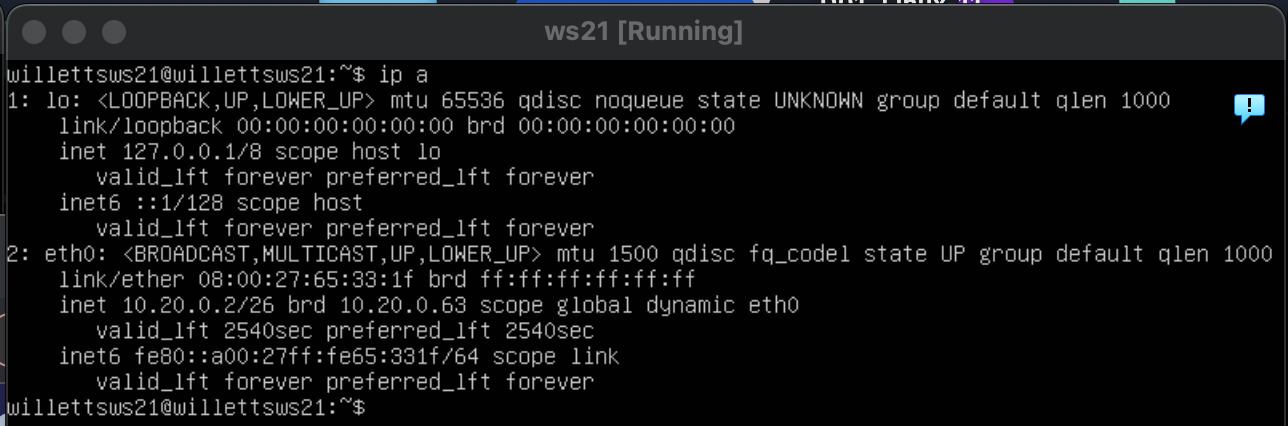 ws21 [Running]
willettsws21@willettsws21:~$ ip a
1: lo: <LOOPBACK,UP,LOWER_UP> mtu 65536 qdisc noqueue state UNKNOWN group default qlen 1000
    link/loopback 00:00:00:00:00:00 brd 00:00:00:00:00:00
    inet 127.0.0.1/8 scope host lo
       valid_lft forever preferred_lft forever
    inet6 ::1/128 scope host
       valid_lft forever preferred_lft forever
2: eth0: <BROADCAST,MULTICAST,UP,LOWER_UP> mtu 1500 qdisc fq_codel state UP group default qlen 1000
    link/ether 08:00:27:65:33:1f brd ff:ff:ff:ff:ff:ff
    inet 10.20.0.2/26 brd 10.20.0.63 scope global dynamic eth0
       valid_lft 2540sec preferred_lft 2540sec
    inet6 fe80::a00:27ff:fe65:331f/64 scope link
       valid_lft forever preferred_lft forever
willettsws21@willettsws21:~$